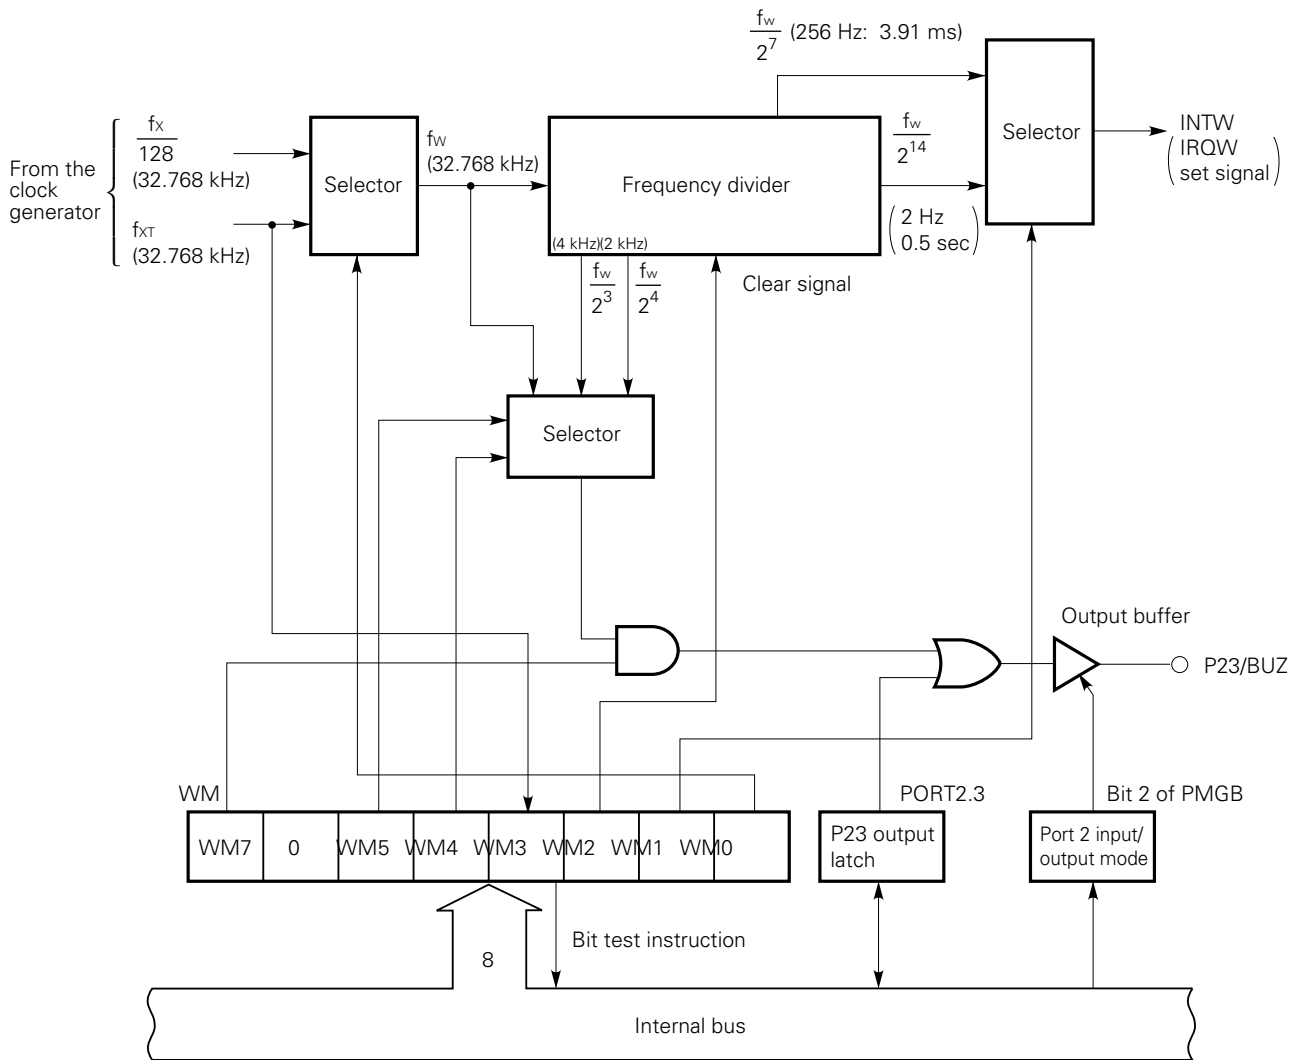 fw
2^7 (256 Hz: 3.91 ms)
From the
clock
generator
fX
128
(32.768 kHz)
fXT
(32.768 kHz)
Selector
fW
(32.768 kHz)
Frequency divider
(4 kHz)(2 kHz)
fw
2^14
(2 Hz
0.5 sec)
Selector
INTW
(IRQW
set signal)
fw
2^3
fw
2^4
Clear signal
Selector
Output buffer
P23/BUZ
WM
PORT2.3
Bit 2 of PMGB
WM7 0 WM5 WM4 WM3 WM2 WM1 WM0
P23 output
latch
Port 2 input/
output mode
8
Bit test instruction
Internal bus